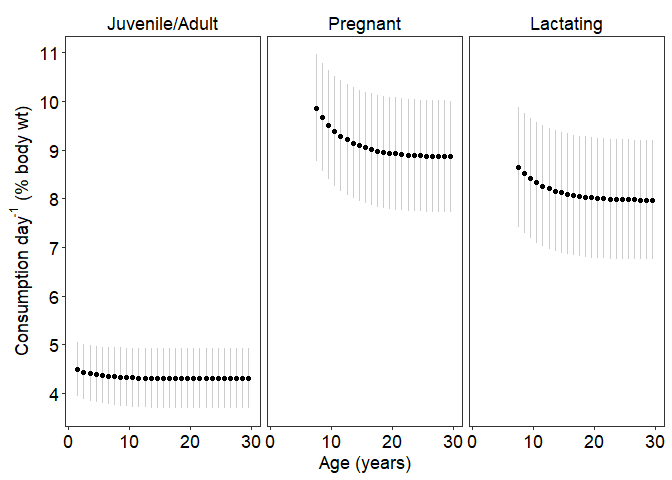 Juvenile/Adult Pregnant Lactating
Consumption day⁻¹ (% body wt)
11
10
9
8
7
6
5
4
0 10 20 30 0 10 20 30 0 10 20 30
Age (years)